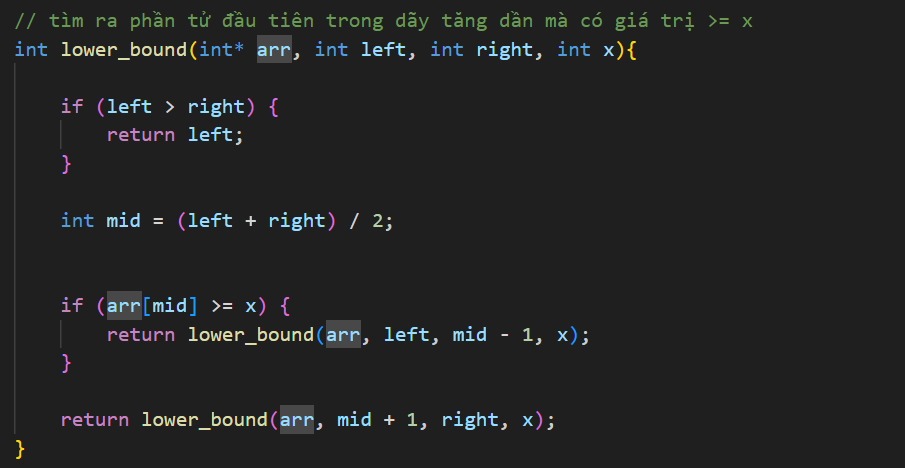 // tìm ra phần tử đầu tiên trong dãy tăng dần mà có giá trị >= x
int lower_bound(int* arr, int left, int right, int x){
if (left > right) {
return left;
}
int mid = (left + right) / 2;
if (arr[mid] >= x) {
return lower_bound(arr, left, mid - 1, x);
}
return lower_bound(arr, mid + 1, right, x);
}